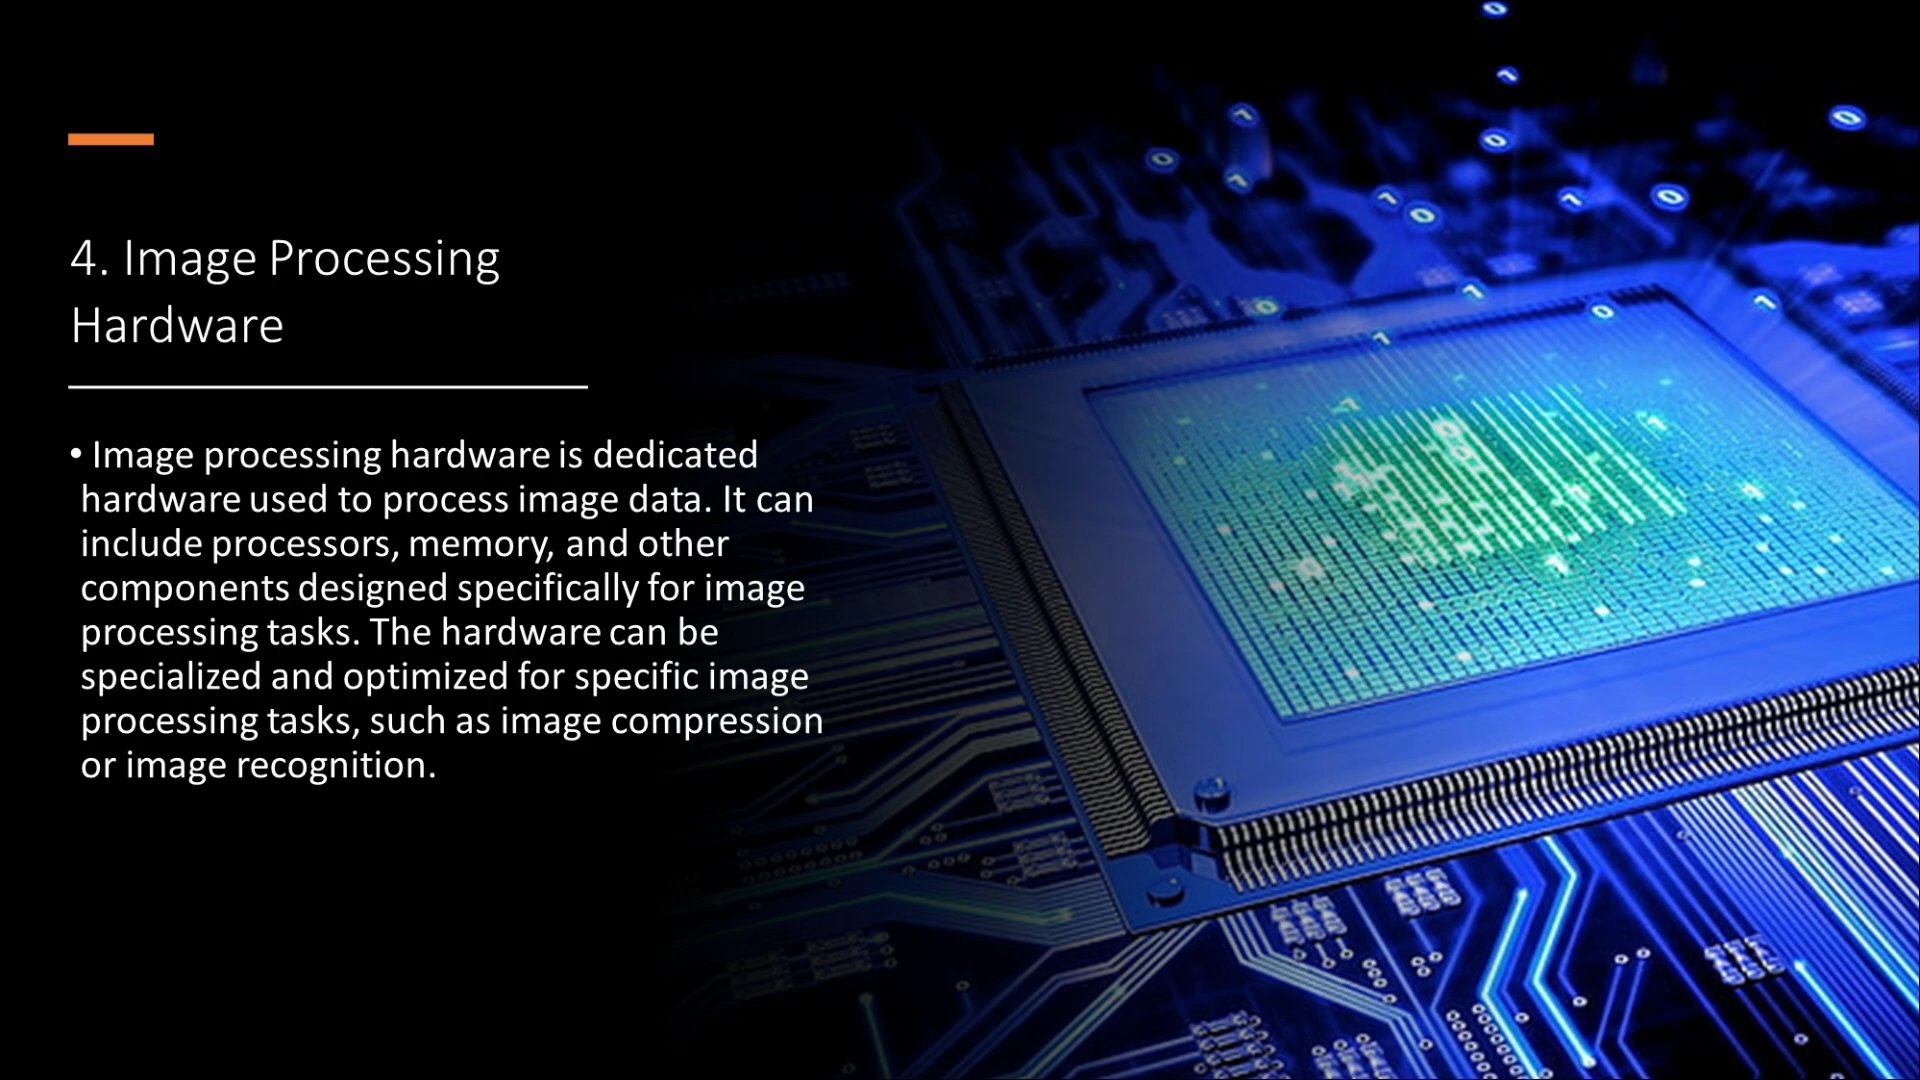 4. Image Processing
Hardware
• Image processing hardware is dedicated
hardware used to process image data. It can
include processors, memory, and other
components designed specifically for image
processing tasks. The hardware can be
specialized and optimized for specific image
processing tasks, such as image compression
or image recognition.